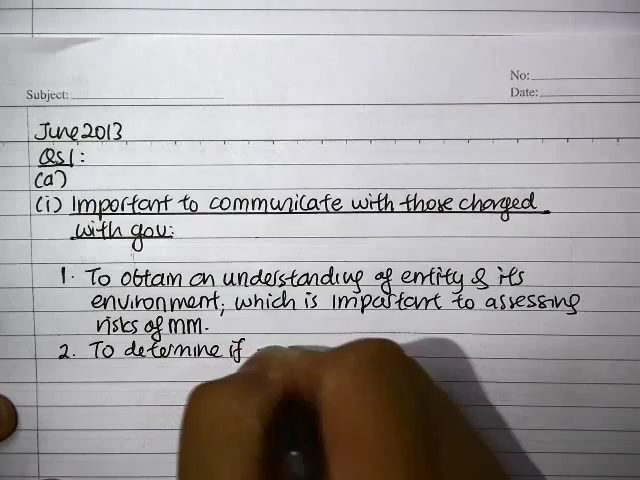 No:
Subject:
Date:
June 2013
Qs1:
(a)
(i) Important to communicate with those charged
with gov:
1. To obtain an understanding of entity & its
environment, which is important to assessing
risks of MM.
2. To determine if